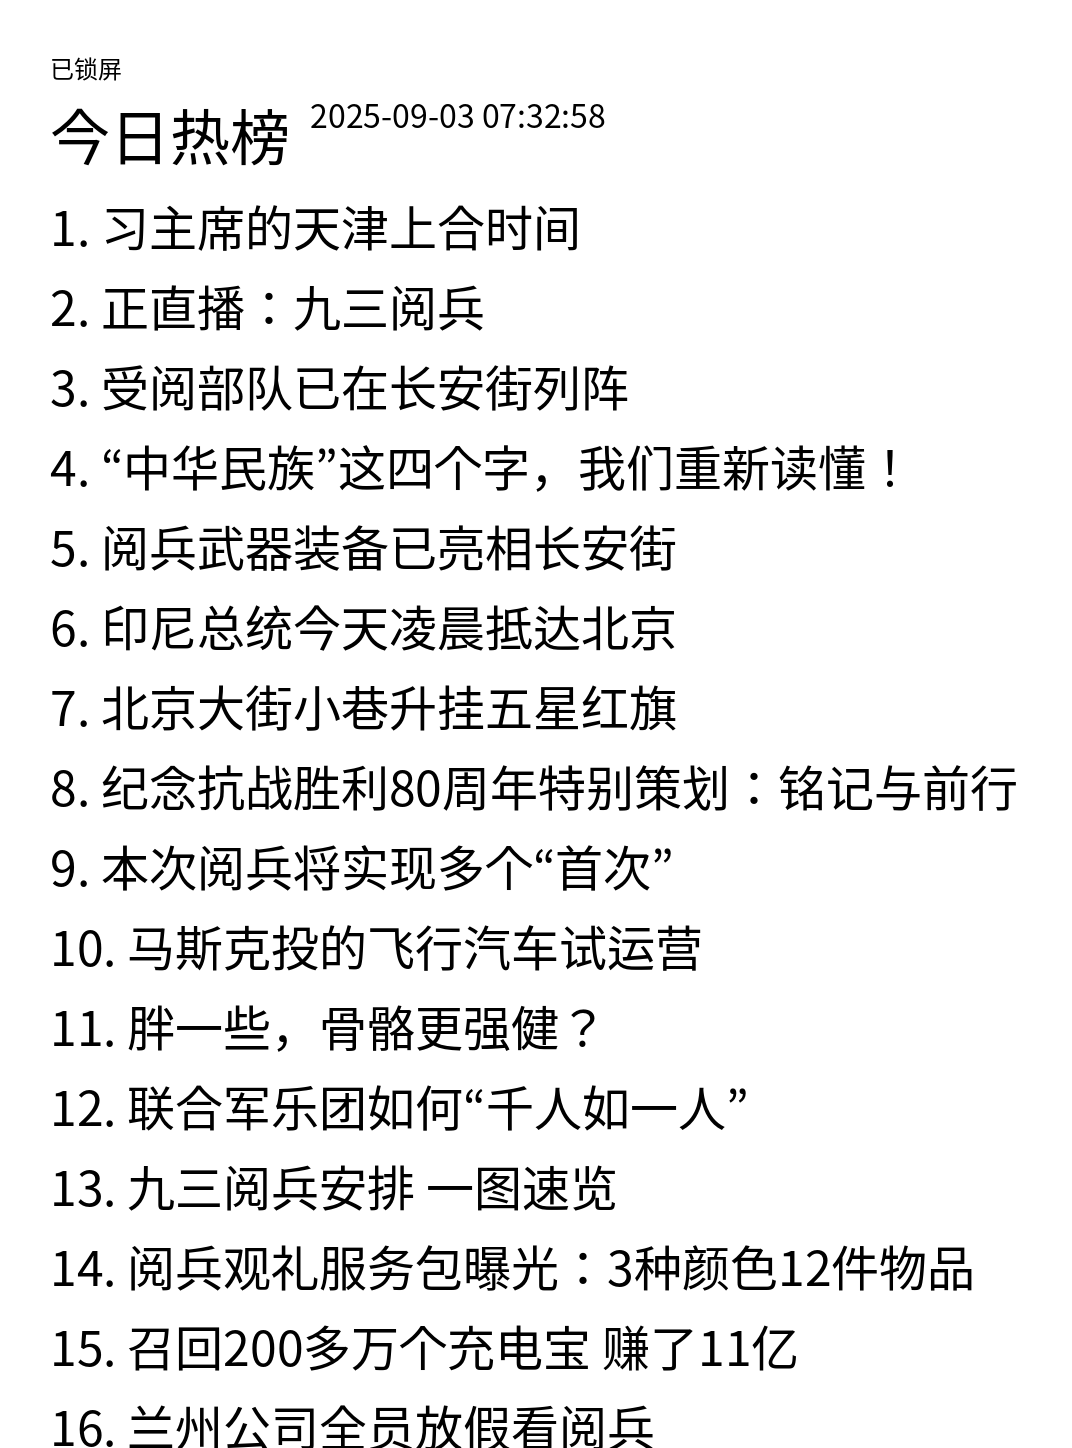 已锁屏
今日热榜 2025-09-03 07:32:58
1. 习主席的天津上合时间
2. 正直播：九三阅兵
3. 受阅部队已在长安街列阵
4. “中华民族”这四个字，我们重新读懂！
5. 阅兵武器装备已亮相长安街
6. 印尼总统今天凌晨抵达北京
7. 北京大街小巷升挂五星红旗
8. 纪念抗战胜利80周年特别策划：铭记与前行
9. 本次阅兵将实现多个“首次”
10. 马斯克投的飞行汽车试运营
11. 胖一些，骨骼更强健？
12. 联合军乐团如何“千人如一人”
13. 九三阅兵安排 一图速览
14. 阅兵观礼服务包曝光：3种颜色12件物品
15. 召回200多万个充电宝 赚了11亿
16. 兰州公司全员放假看阅兵